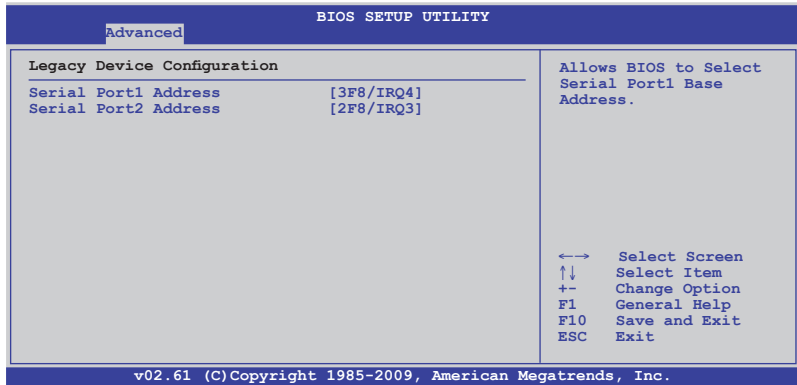 BIOS SETUP UTILITY
Advanced
Legacy Device Configuration
Serial Port1 Address [3F8/IRQ4]
Serial Port2 Address [2F8/IRQ3]
Allows BIOS to Select
Serial Port1 Base
Address.
←→ Select Screen
↑↓ Select Item
+- Change Option
F1 General Help
F10 Save and Exit
ESC Exit
v02.61 (C)Copyright 1985-2009, American Megatrends, Inc.